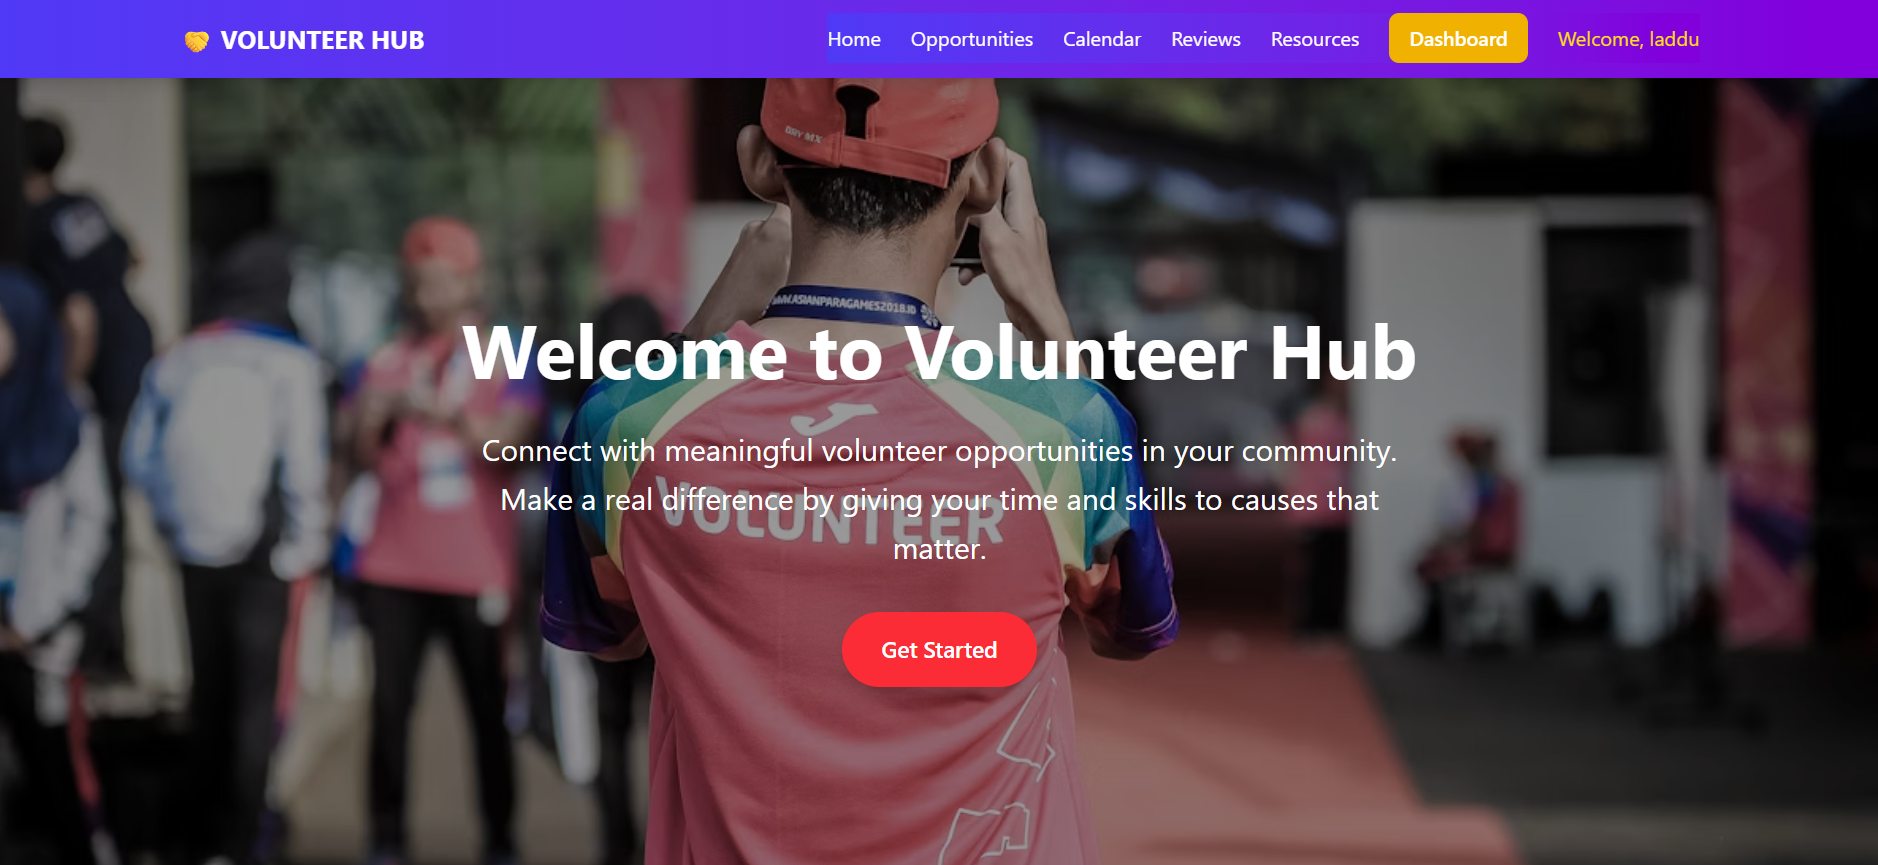 VOLUNTEER HUB
Home Opportunities Calendar Reviews Resources Dashboard Welcome, laddu
DRY MX
WWW.ASIANPARAGAMES2018.ID
Welcome to Volunteer Hub
Connect with meaningful volunteer opportunities in your community.
Make a real difference by giving your time and skills to causes that
matter.
VOLUNTEER
Get Started